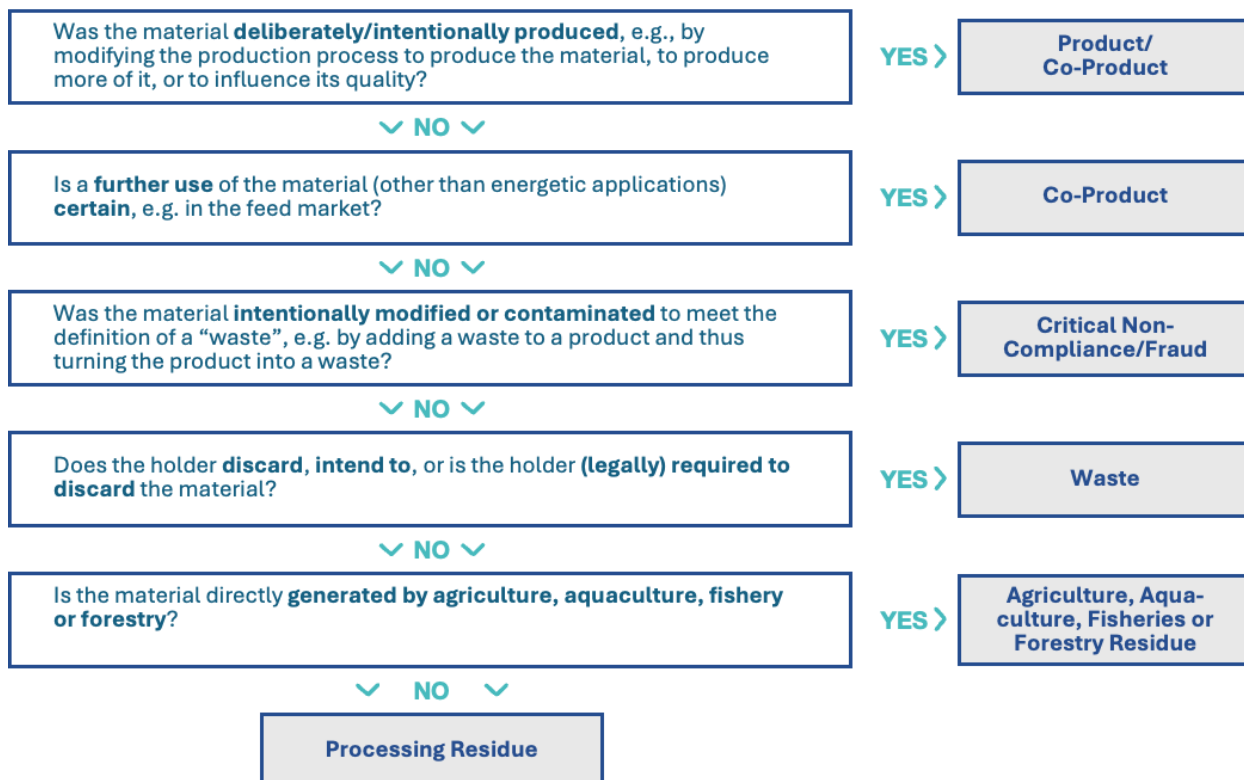 Was the material deliberately/intentionally produced, e.g., by
modifying the production process to produce the material, to produce
more of it, or to influence its quality?
YES
Product/
Co-Product
NO
Is a further use of the material (other than energetic applications)
certain, e.g. in the feed market?
YES
Co-Product
NO
Was the material intentionally modified or contaminated to meet the
definition of a “waste”, e.g. by adding a waste to a product and thus
turning the product into a waste?
YES
Critical Non-
Compliance/Fraud
NO
Does the holder discard, intend to, or is the holder (legally) required to
discard the material?
YES
Waste
NO
Is the material directly generated by agriculture, aquaculture, fishery
or forestry?
YES
Agriculture, Aqua-
culture, Fisheries or
Forestry Residue
NO
Processing Residue